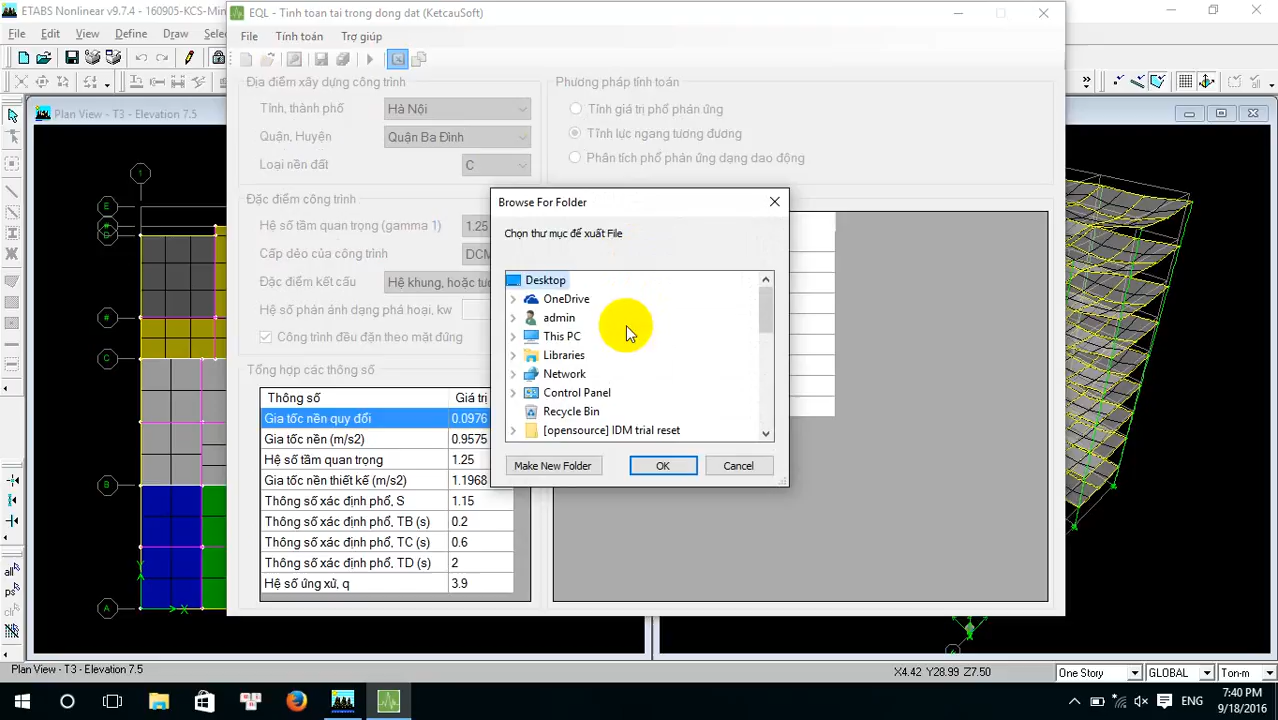 ETABS Nonlinear v9.7.4 - 160905-KCS-Min
EQL - Tinh toan tai trong dong dat (KetcauSoft)
File Edit View Define Draw Selec
File Tính toán Trợ giúp
Plan View - T3 - Elevation 7.5
Địa điểm xây dựng công trình
Tỉnh, thành phố Hà Nội
Quận, Huyện Quận Ba Đình
Loại nền đất C
Phương pháp tính toán
Tính giá trị phổ phản ứng
Tĩnh lực ngang tương đương
Phân tích phổ phản ứng dạng dao động
Đặc điểm công trình
Hệ số tầm quan trọng (gamma 1) 1.25
Cấp dẻo của công trình DCM
Đặc điểm kết cấu Hệ khung, hoặc tươ
Hệ số phản ánh dạng phá hoại, kw
Công trình đều đặn theo mặt đứng
Tổng hợp các thông số
Thông số Giá trị
Gia tốc nền quy đổi 0.0976
Gia tốc nền (m/s2) 0.9575
Hệ số tầm quan trọng 1.25
Gia tốc nền thiết kế (m/s2) 1.1968
Thông số xác định phổ, S 1.15
Thông số xác định phổ, TB (s) 0.2
Thông số xác định phổ, TC (s) 0.6
Thông số xác định phổ, TD (s) 2
Hệ số ứng xử, q 3.9
Browse For Folder
Chọn thư mục để xuất File
Desktop
OneDrive
admin
This PC
Libraries
Network
Control Panel
Recycle Bin
[opensource] IDM trial reset
Make New Folder OK Cancel
1
E
D
C
B
A
Y
X
all
ps
clr
Plan View - T3 - Elevation 7.5
X4.42 Y28.99 Z7.50
One Story GLOBAL Ton-m
ENG
7:40 PM
9/18/2016